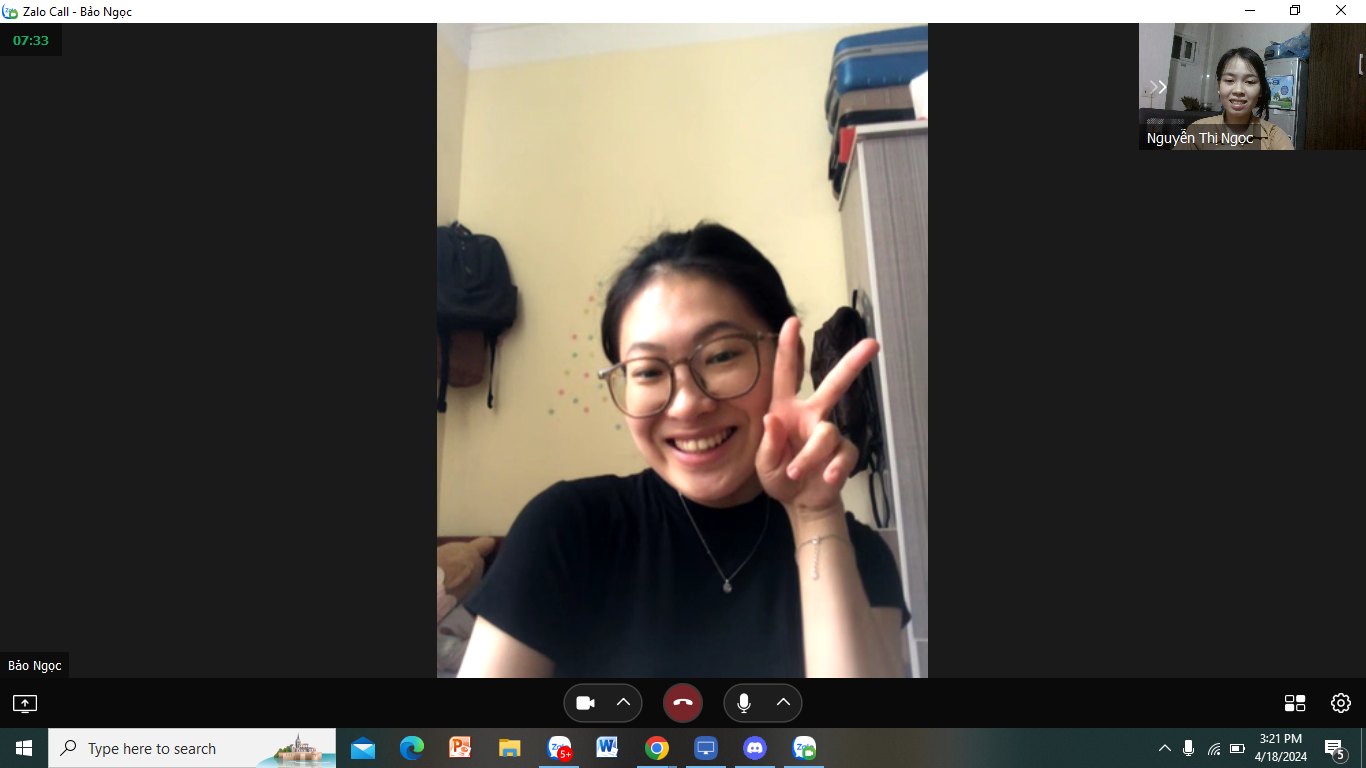 Zalo Call - Bảo Ngọc
07:33
Nguyễn Thị Ngọc
Bảo Ngọc
Type here to search
Zalo
5+
3:21 PM
4/18/2024
5